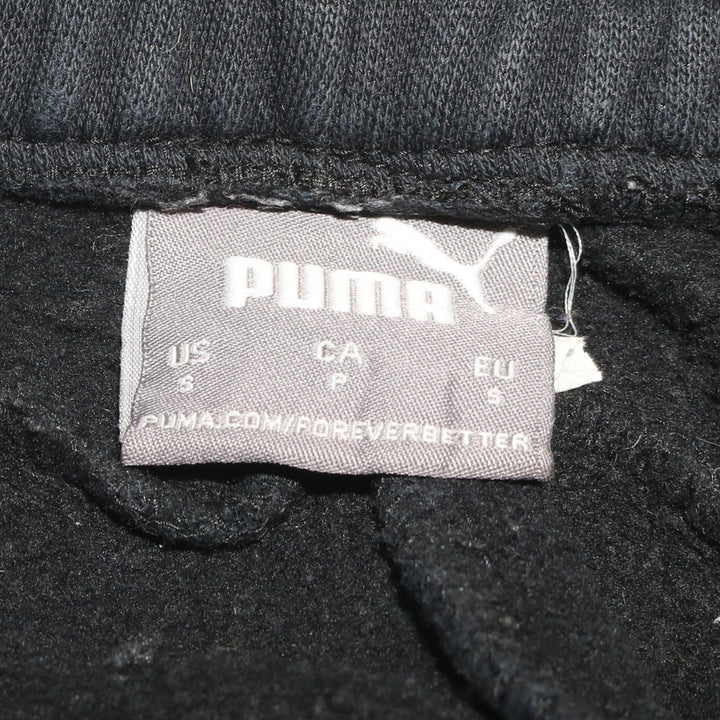 PUMA
US CA EU
S P S
PUMA.COM/FOREVERBETTER